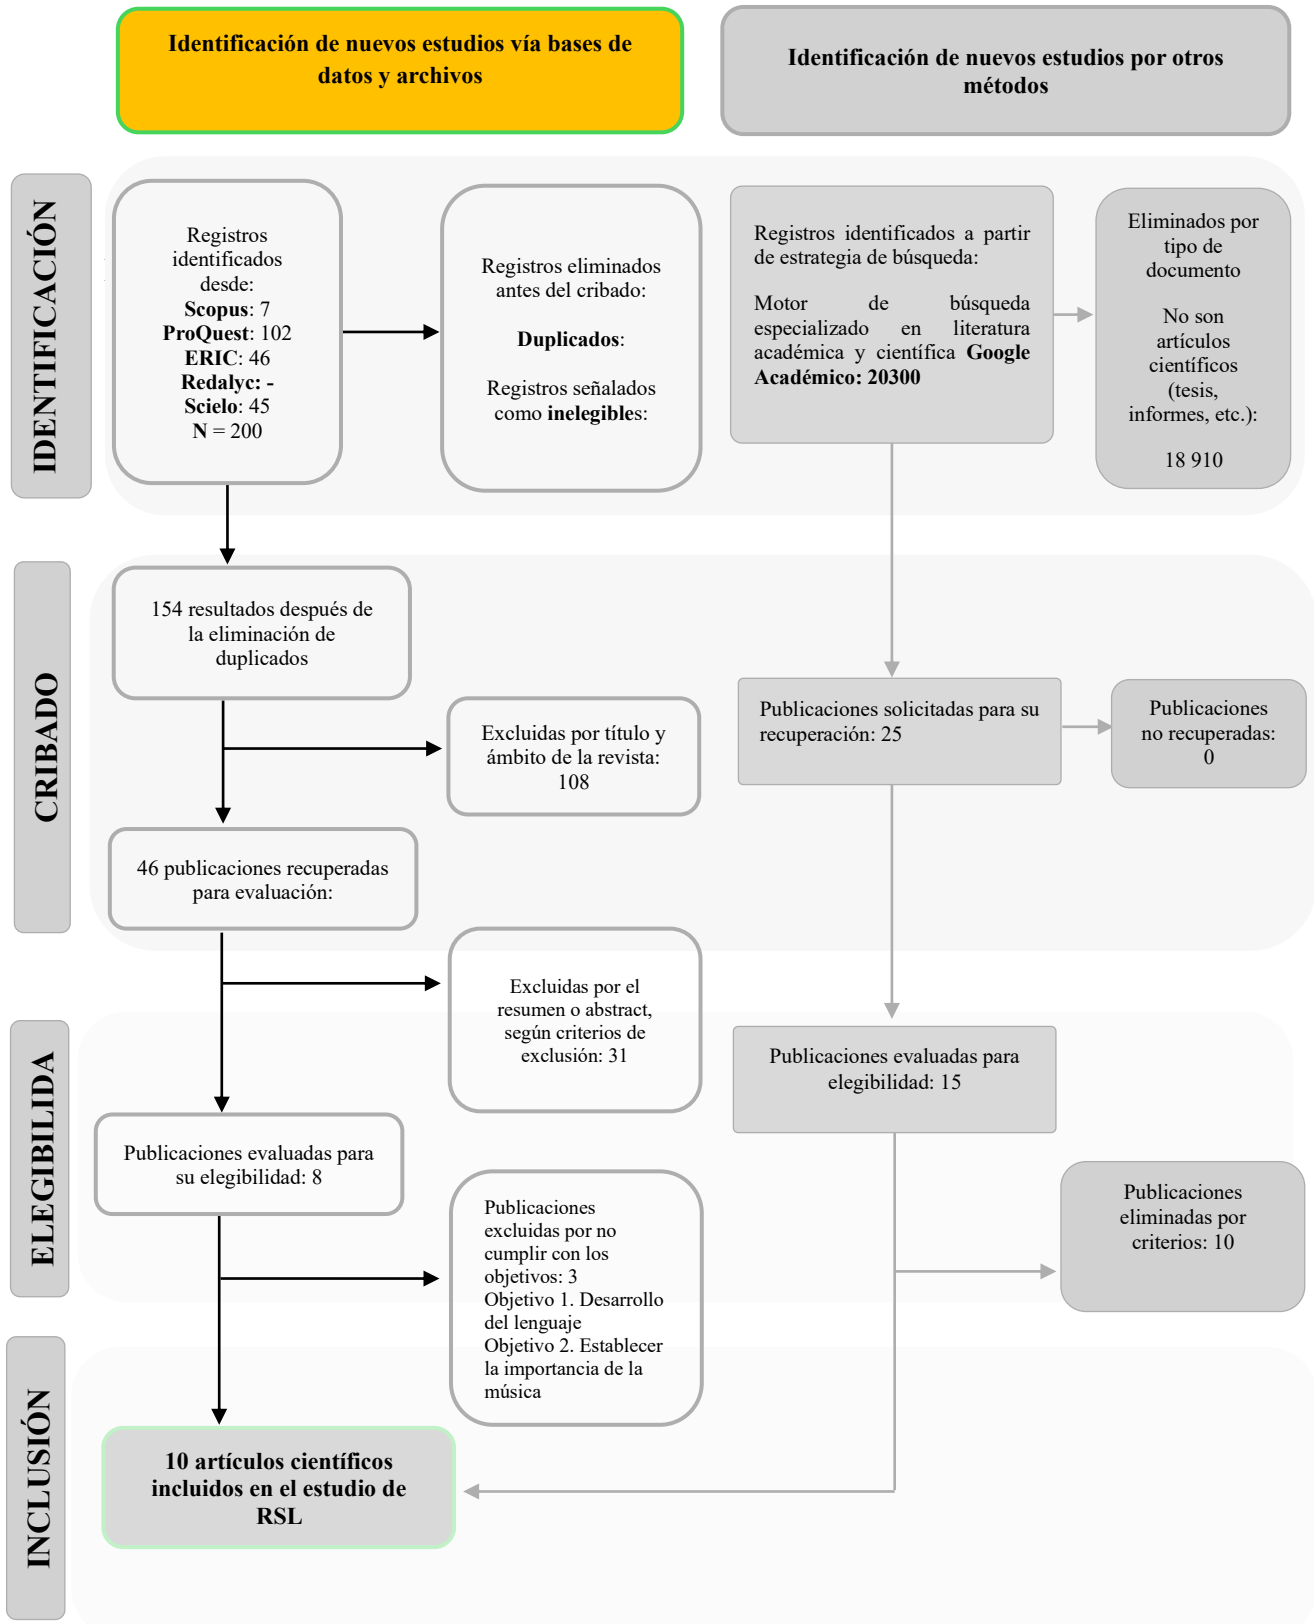 Identificación de nuevos estudios vía bases de
datos y archivos
Identificación de nuevos estudios por otros
métodos
IDENTIFICACIÓN
Registros
identificados
desde:
Scopus: 7
ProQuest: 102
ERIC: 46
Redalyc: -
Scielo: 45
N = 200
Registros eliminados
antes del cribado:
Duplicados:
Registros señalados
como inelegibles:
Registros identificados a partir
de estrategia de búsqueda:
Motor de búsqueda
especializado en literatura
académica y científica Google
Académico: 20300
Eliminados por
tipo de
documento
No son
artículos
científicos
(tesis,
informes, etc.):
18 910
CRIBADO
154 resultados después de
la eliminación de
duplicados
Excluidas por título y
ámbito de la revista:
108
Publicaciones solicitadas para su
recuperación: 25
Publicaciones
no recuperadas:
0
46 publicaciones recuperadas
para evaluación:
ELEGIBILIDA
Excluidas por el
resumen o abstract,
según criterios de
exclusión: 31
Publicaciones evaluadas para
elegibilidad: 15
Publicaciones evaluadas para
su elegibilidad: 8
Publicaciones
excluidas por no
cumplir con los
objetivos: 3
Objetivo 1. Desarrollo
del lenguaje
Objetivo 2. Establecer
la importancia de la
música
Publicaciones
eliminadas por
criterios: 10
INCLUSIÓN
10 artículos científicos
incluidos en el estudio de
RSL